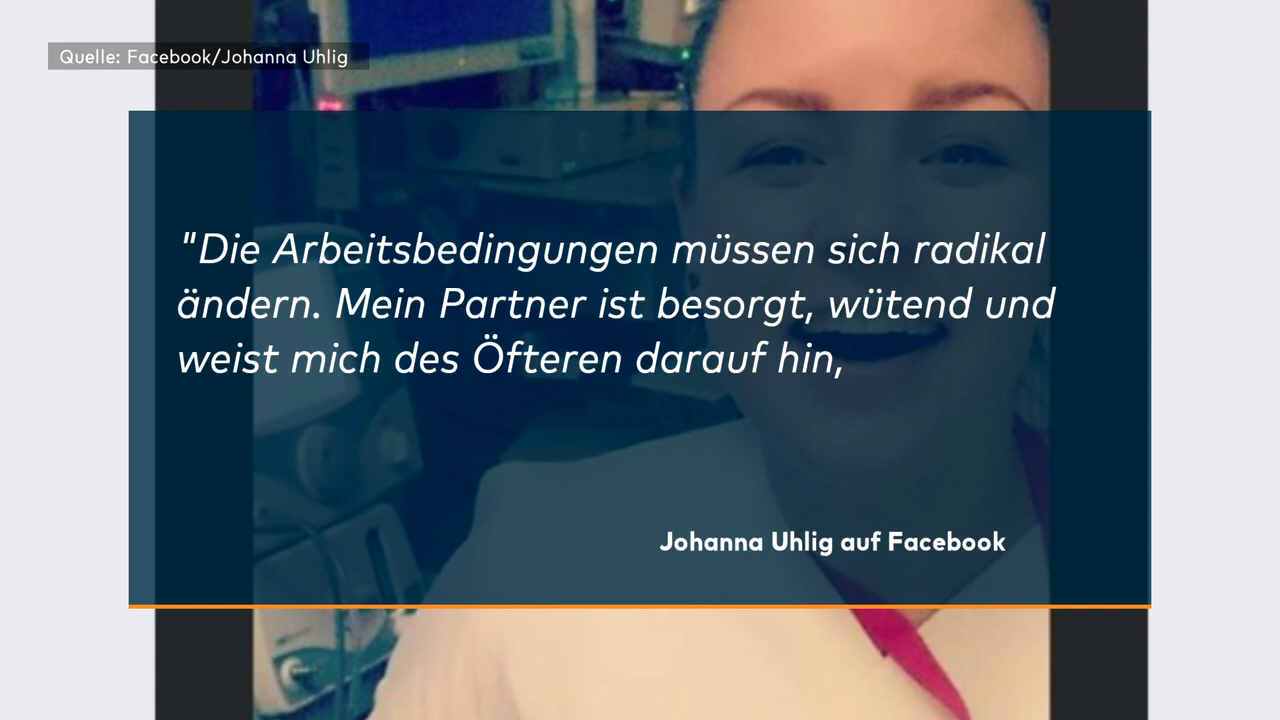 Quelle: Facebook/Johanna Uhlig
"Die Arbeitsbedingungen müssen sich radikal
ändern. Mein Partner ist besorgt, wütend und
weist mich des Öfteren darauf hin,
Johanna Uhlig auf Facebook